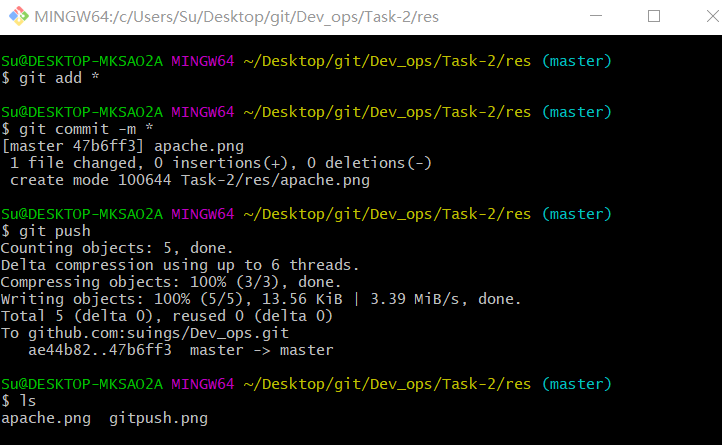 MINGW64:/c/Users/Su/Desktop/git/Dev_ops/Task-2/res
Su@DESKTOP-MKSAO2A MINGW64 ~/Desktop/git/Dev_ops/Task-2/res (master)
$ git add *
Su@DESKTOP-MKSAO2A MINGW64 ~/Desktop/git/Dev_ops/Task-2/res (master)
$ git commit -m *
[master 47b6ff3] apache.png
 1 file changed, 0 insertions(+), 0 deletions(-)
 create mode 100644 Task-2/res/apache.png
Su@DESKTOP-MKSAO2A MINGW64 ~/Desktop/git/Dev_ops/Task-2/res (master)
$ git push
Counting objects: 5, done.
Delta compression using up to 6 threads.
Compressing objects: 100% (3/3), done.
Writing objects: 100% (5/5), 13.56 KiB | 3.39 MiB/s, done.
Total 5 (delta 0), reused 0 (delta 0)
To github.com:suings/Dev_ops.git
   ae44b82..47b6ff3  master -> master
Su@DESKTOP-MKSAO2A MINGW64 ~/Desktop/git/Dev_ops/Task-2/res (master)
$ ls
apache.png  gitpush.png